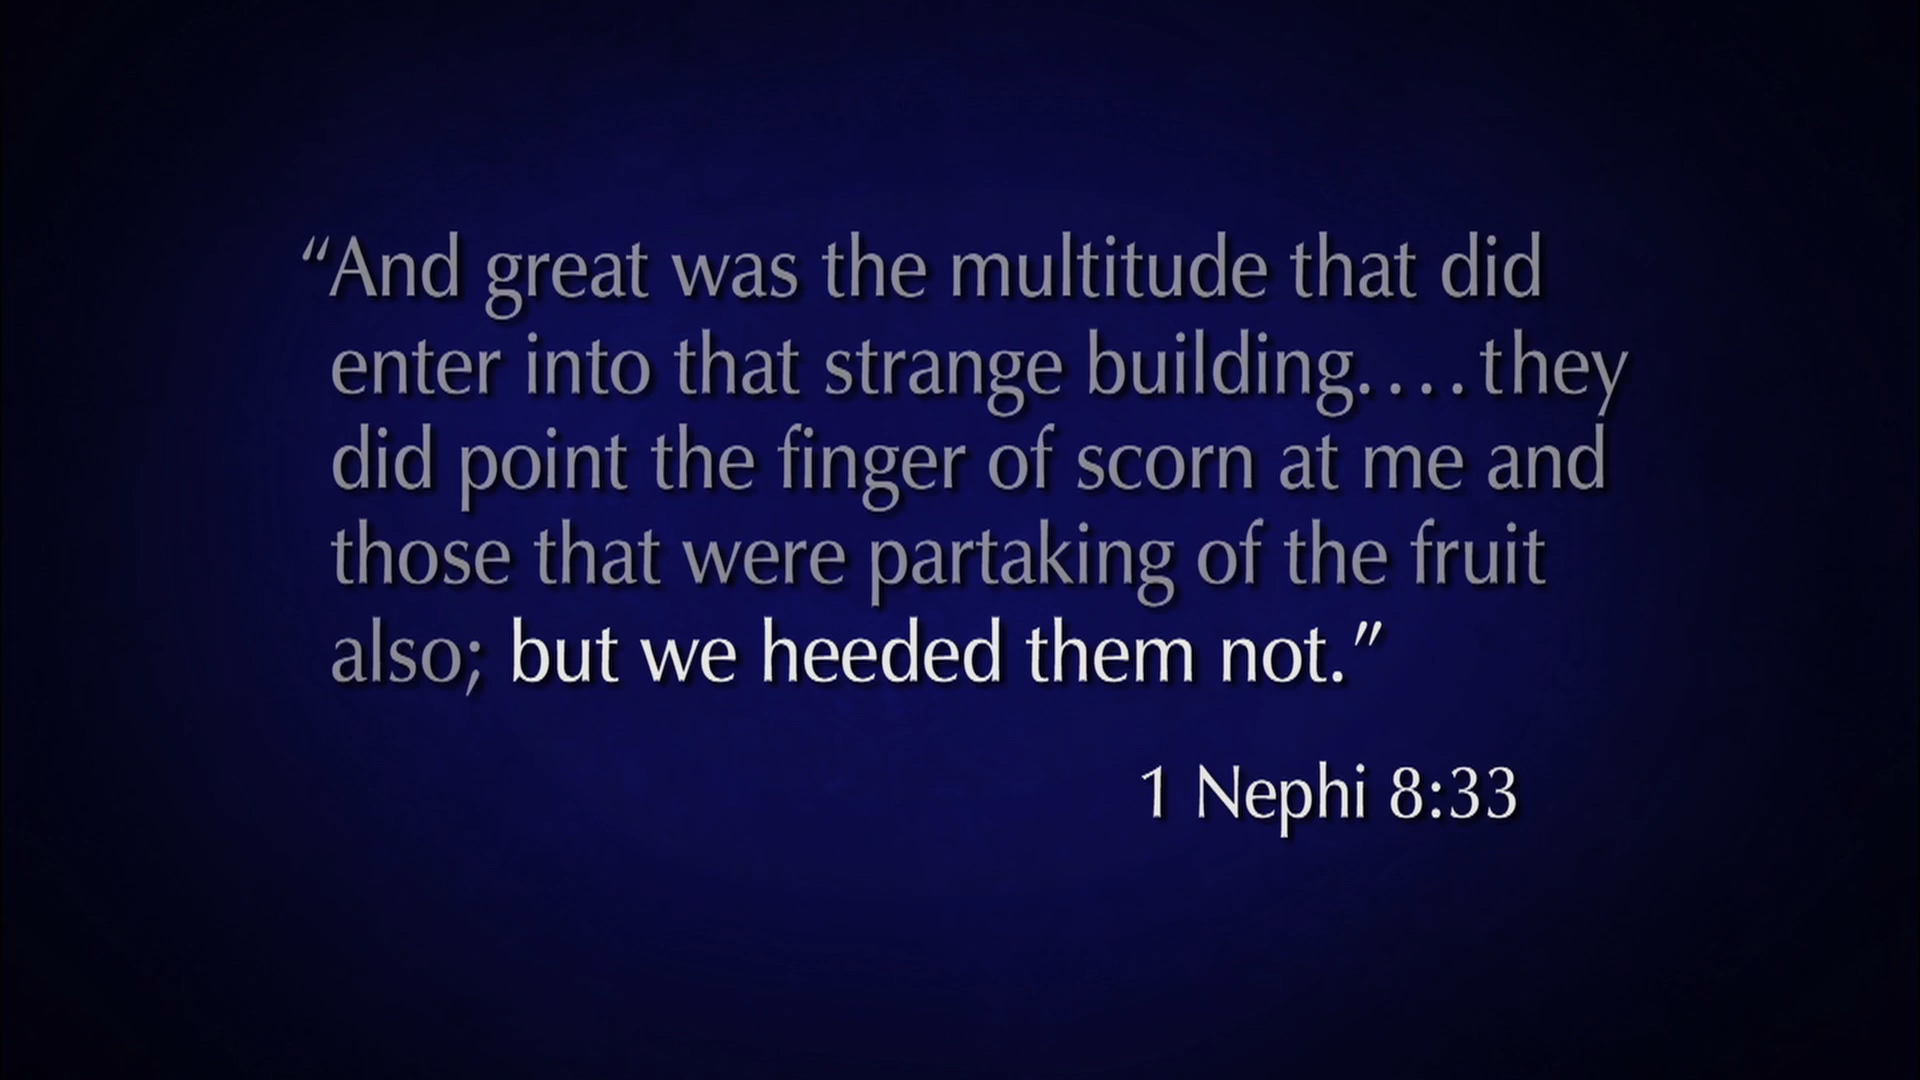 “And great was the multitude that did
enter into that strange building. . . . they
did point the finger of scorn at me and
those that were partaking of the fruit
also; but we heeded them not.”
1 Nephi 8:33